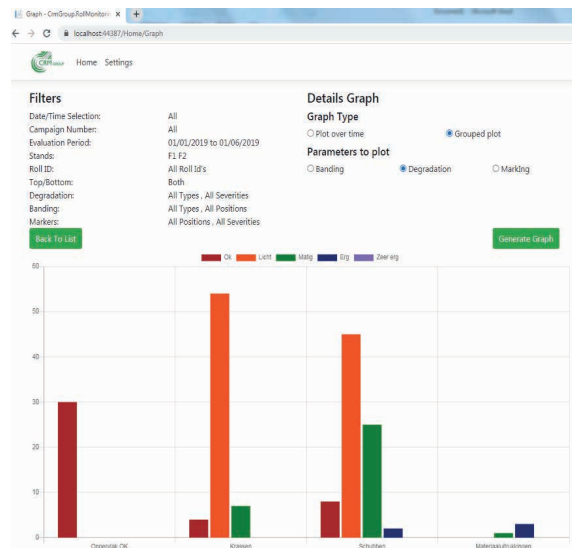 Graph - CrmGroup.RollMonitorin
localhost:44387/Home/Graph
CRM GROUP Home Settings
Filters
Date/Time Selection: All
Campaign Number: All
Evaluation Period: 01/01/2019 to 01/06/2019
Stands: F1 F2
Roll ID: All Roll Id's
Top/Bottom: Both
Degradation: All Types , All Severities
Banding: All Types , All Positions
Markers: All Positions , All Severities
Back To List
Details Graph
Graph Type
Plot over time Grouped plot
Parameters to plot
Banding Degradation Marking
Generate Graph
Ok Licht Matig Erg Zeer erg
60
50
40
30
20
10
0
Oppervlak OK Krassen Schubben Materiaaluitbrakingen